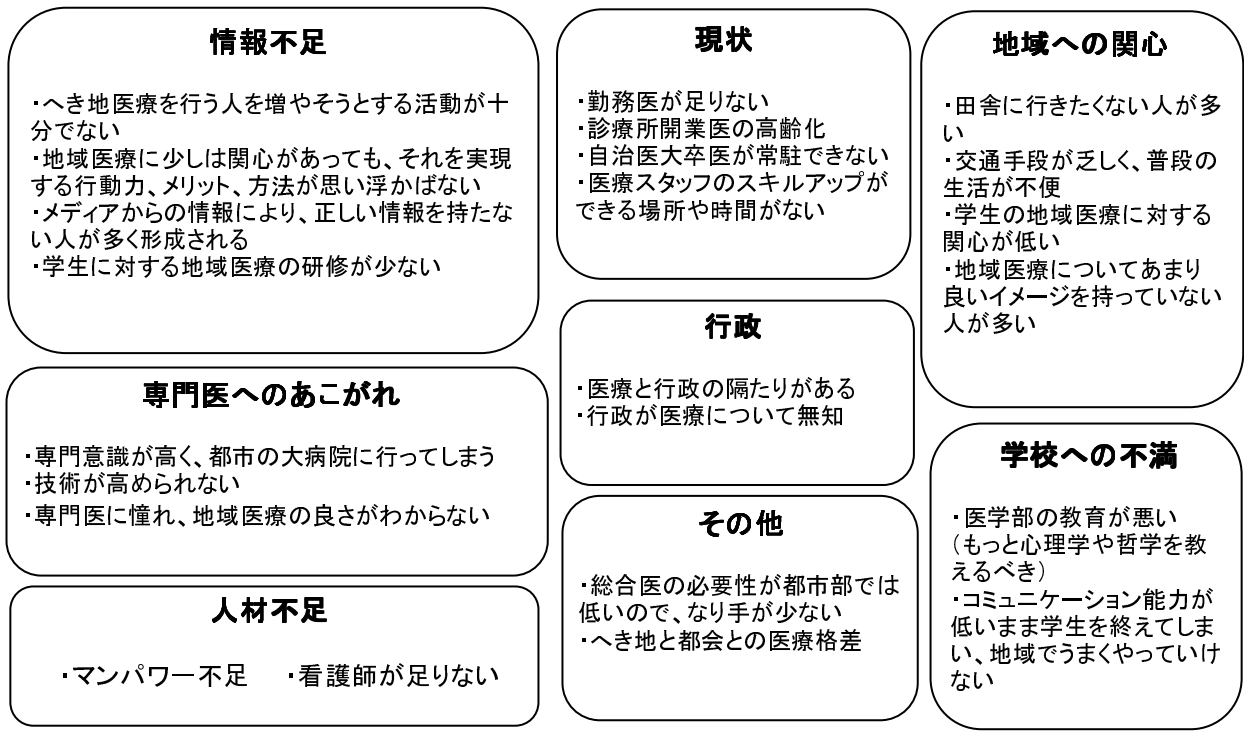 情報不足
・へき地医療を行う人を増やそうとする活動が十
分でない
・地域医療に少しは関心があっても、それを実現
する行動力、メリット、方法が思い浮かばない
・メディアからの情報により、正しい情報を持たな
い人が多く形成される
・学生に対する地域医療の研修が少ない
専門医へのあこがれ
・専門意識が高く、都市の大病院に行ってしまう
・技術が高められない
・専門医に憧れ、地域医療の良さがわからない
人材不足
・マンパワー不足　・看護師が足りない
現状
・勤務医が足りない
・診療所開業医の高齢化
・自治医大卒医が常駐できない
・医療スタッフのスキルアップが
できる場所や時間がない
行政
・医療と行政の隔たりがある
・行政が医療について無知
その他
・総合医の必要性が都市部では
低いので、なり手が少ない
・へき地と都会との医療格差
地域への関心
・田舎に行きたくない人が多
い
・交通手段が乏しく、普段の
生活が不便
・学生の地域医療に対する
関心が低い
・地域医療についてあまり
良いイメージを持っていない
人が多い
学校への不満
・医学部の教育が悪い
（もっと心理学や哲学を教
えるべき）
・コミュニケーション能力が
低いまま学生を終えてしま
い、地域でうまくやっていけ
ない